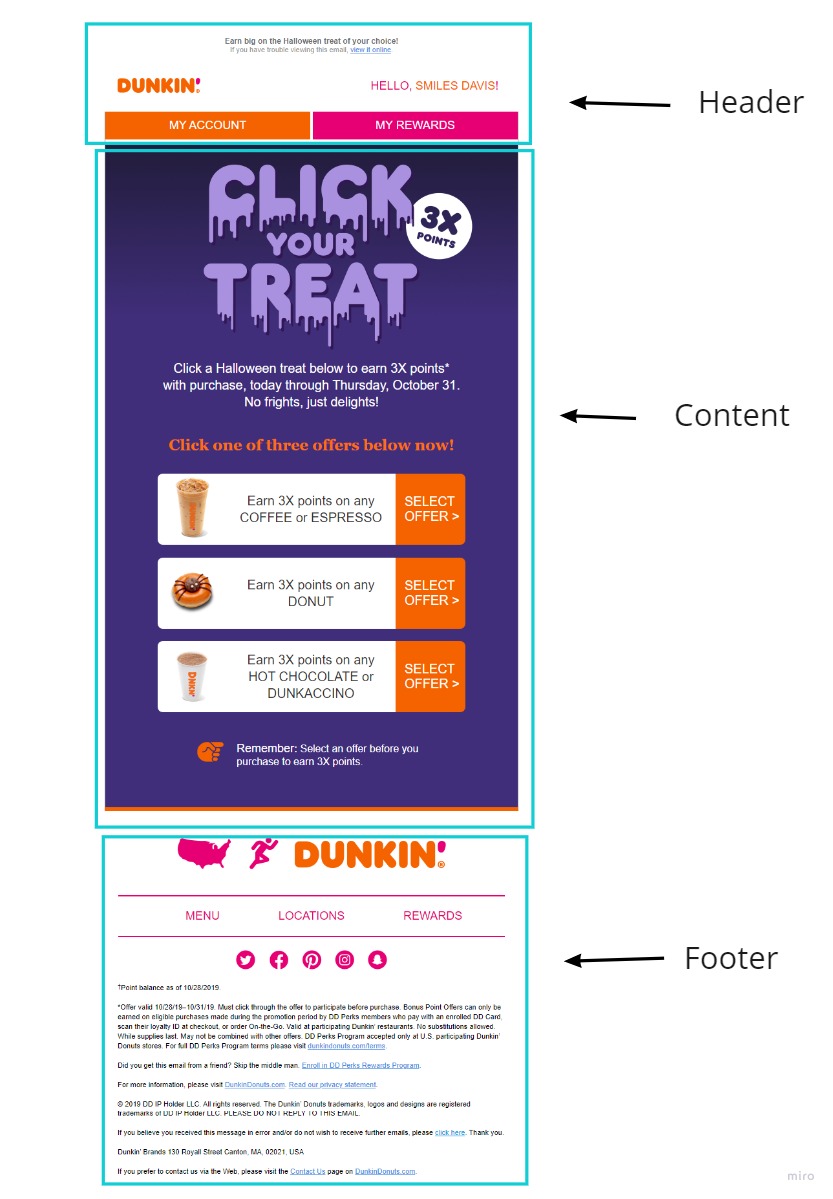 Earn big on the Halloween treat of your choice!
If you have trouble viewing this email, view it online
DUNKIN'
HELLO, SMILES DAVIS!
MY ACCOUNT
MY REWARDS
Header
CLICK
YOUR
TREAT
3X
POINTS
Click a Halloween treat below to earn 3X points*
with purchase, today through Thursday, October 31.
No frights, just delights!
Content
Click one of three offers below now!
Earn 3X points on any
COFFEE or ESPRESSO
SELECT
OFFER >
Earn 3X points on any
DONUT
SELECT
OFFER >
Earn 3X points on any
HOT CHOCOLATE or
DUNKACCINO
SELECT
OFFER >
Remember: Select an offer before you
purchase to earn 3X points.
DUNKIN'
MENU
LOCATIONS
REWARDS
Footer
†Point balance as of 10/28/2019
*Offer valid 10/28/19–10/31/19. Must click through the offer to participate before purchase. Bonus Point Offers can only be
earned on eligible purchases made during the promotion period by DD Perks members who pay with an enrolled DD Card,
scan their loyalty ID at checkout, or order On-the-Go. Valid at participating Dunkin' restaurants. No substitutions allowed.
While supplies last. May not be combined with other offers. DD Perks Program accepted only at U.S. participating Dunkin'
Donuts stores. For full DD Perks Program terms please visit dunkindonuts.com/terms.
Did you get this email from a friend? Skip the middle man. Enroll in DD Perks Rewards Program.
For more information, please visit DunkinDonuts.com. Read our privacy statement.
© 2019 DD IP Holder LLC. All rights reserved. The Dunkin' Donuts trademarks, logos and designs are registered
trademarks of DD IP Holder LLC. PLEASE DO NOT REPLY TO THIS EMAIL.
If you believe you received this message in error and/or do not wish to receive further emails, please click here. Thank you.
Dunkin' Brands 130 Royall Street Canton, MA, 02021, USA
If you prefer to contact us via the Web, please visit the Contact Us page on DunkinDonuts.com.
miro